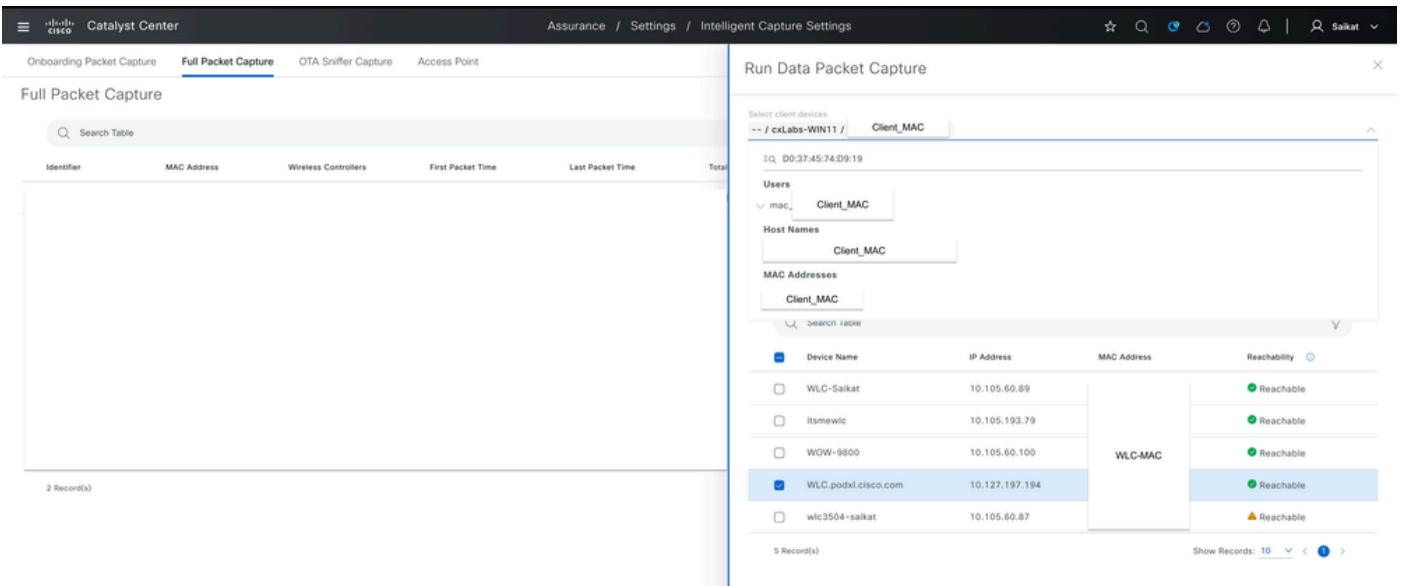 cisco Catalyst Center
Assurance / Settings / Intelligent Capture Settings
Saikat
Onboarding Packet Capture Full Packet Capture OTA Sniffer Capture Access Point
Full Packet Capture
Search Table
Identifier MAC Address Wireless Controllers First Packet Time Last Packet Time Total
2 Record(s)
Run Data Packet Capture
Select client devices
-- / cxLabs-WIN11 / Client_MAC
D0:37:45:74:D9:19
Users
mac_ Client_MAC
Host Names
Client_MAC
MAC Addresses
Client_MAC
Search Table
Device Name IP Address MAC Address Reachability
WLC-Saikat 10.105.60.89 Reachable
itsmewlc 10.105.193.79 Reachable
WOW-9800 10.105.60.100 WLC-MAC Reachable
WLC.podxl.cisco.com 10.127.197.194 Reachable
wlc3504-saikat 10.105.60.87 Reachable
5 Record(s) Show Records: 10 1